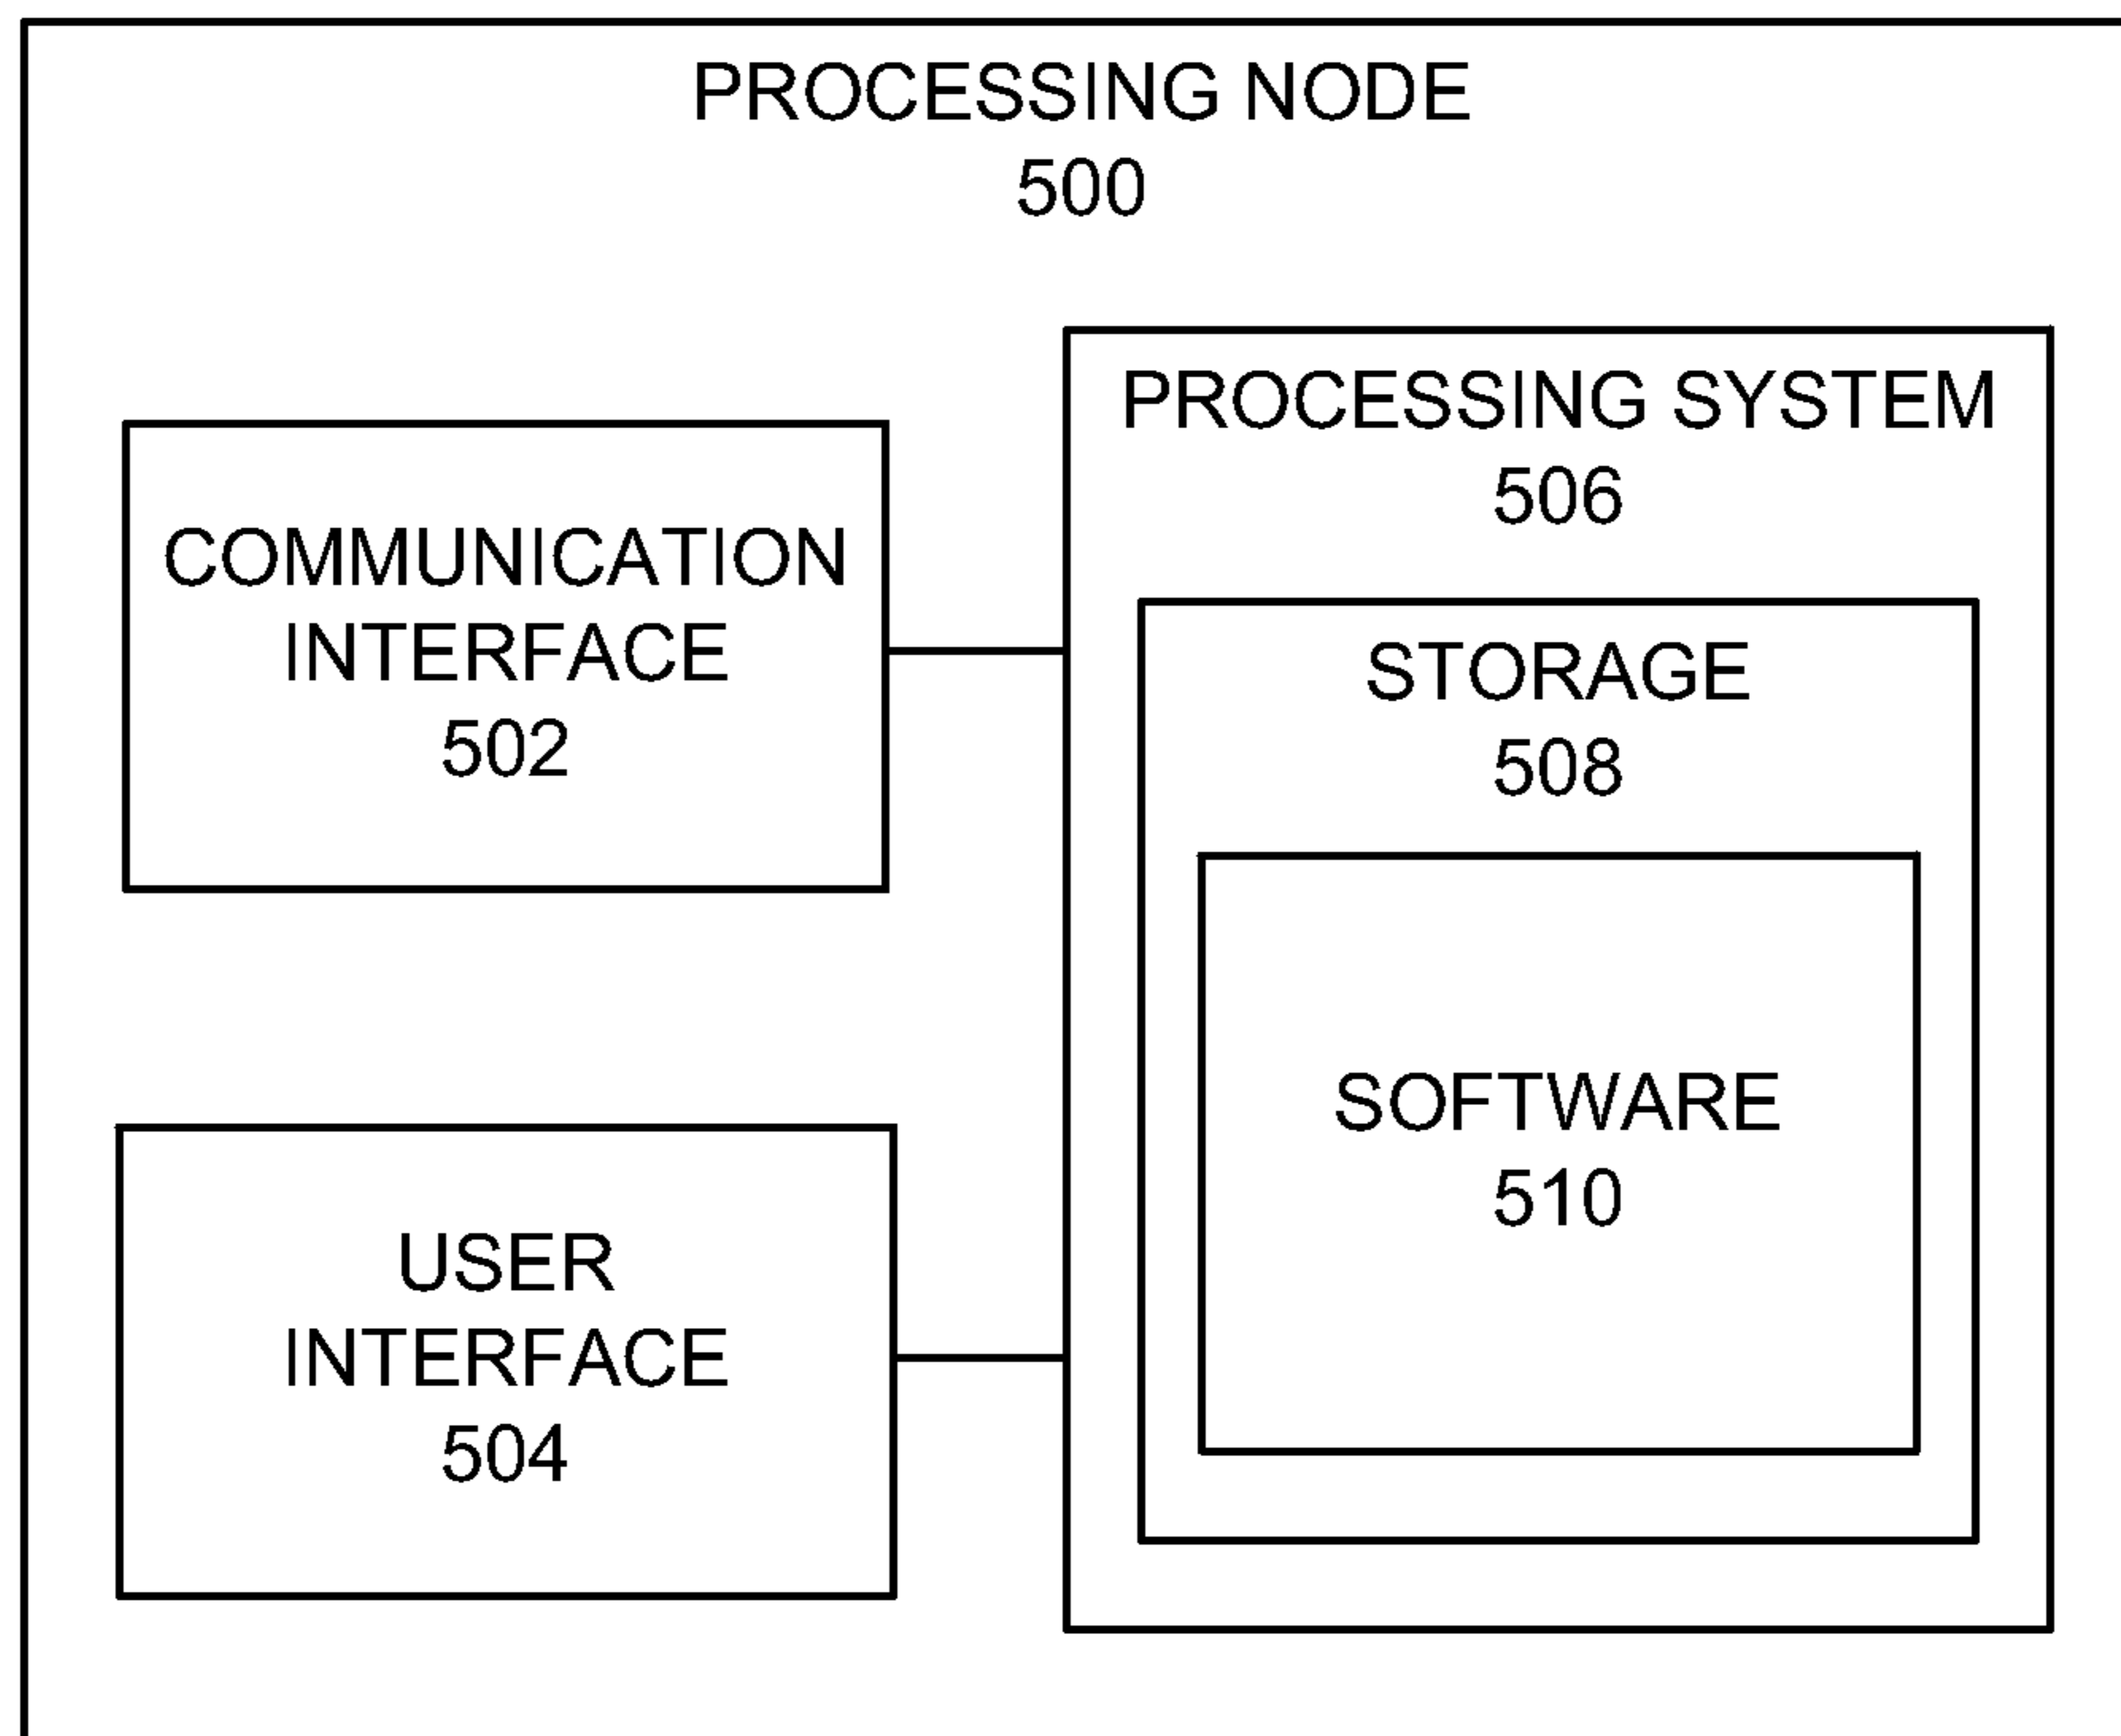 PROCESSING NODE
500
PROCESSING SYSTEM
506
COMMUNICATION
INTERFACE
502
STORAGE
508
SOFTWARE
510
USER
INTERFACE
504